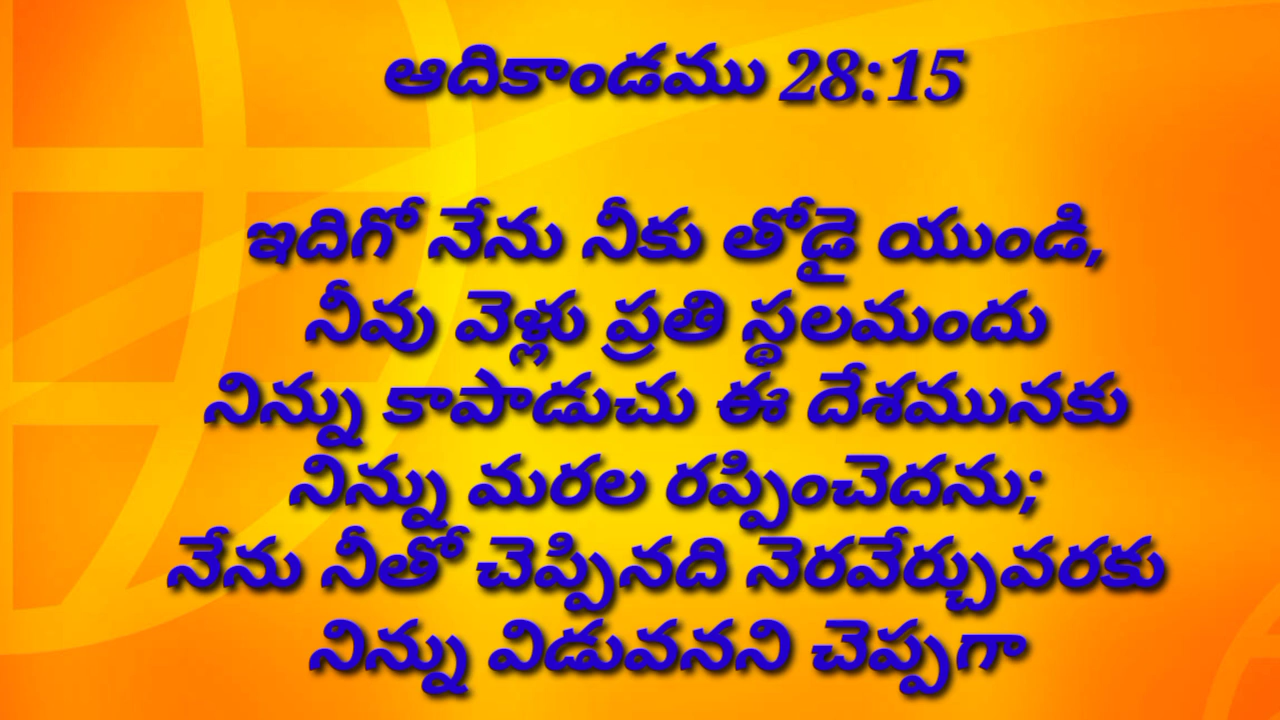 ఆదికాండము 28:15
ఇదిగో నేను నీకు తోడై యుండి,
నీవు వెళ్లు ప్రతి స్థలమందు
నిన్ను కాపాడుచు ఈ దేశమునకు
నిన్ను మరల రప్పించెదను;
నేను నీతో చెప్పినది నెరవేర్చువరకు
నిన్ను విడువనని చెప్పగా